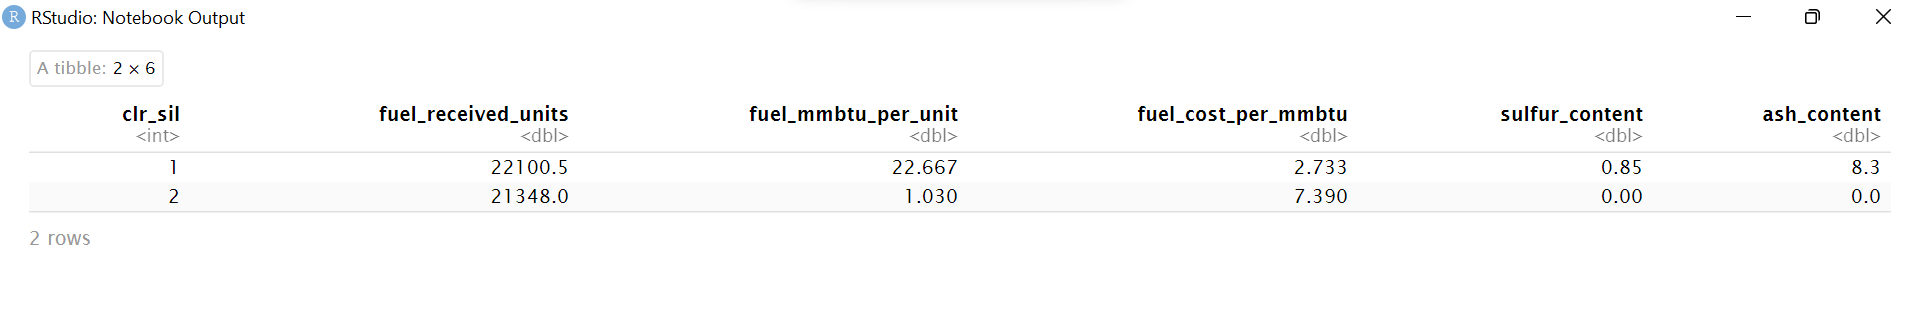 R RStudio: Notebook Output
A tibble: 2 × 6
clr_sil fuel_received_units fuel_mmbtu_per_unit fuel_cost_per_mmbtu sulfur_content ash_content
<int> <dbl> <dbl> <dbl> <dbl> <dbl>
1 22100.5 22.667 2.733 0.85 8.3
2 21348.0 1.030 7.390 0.00 0.0
2 rows